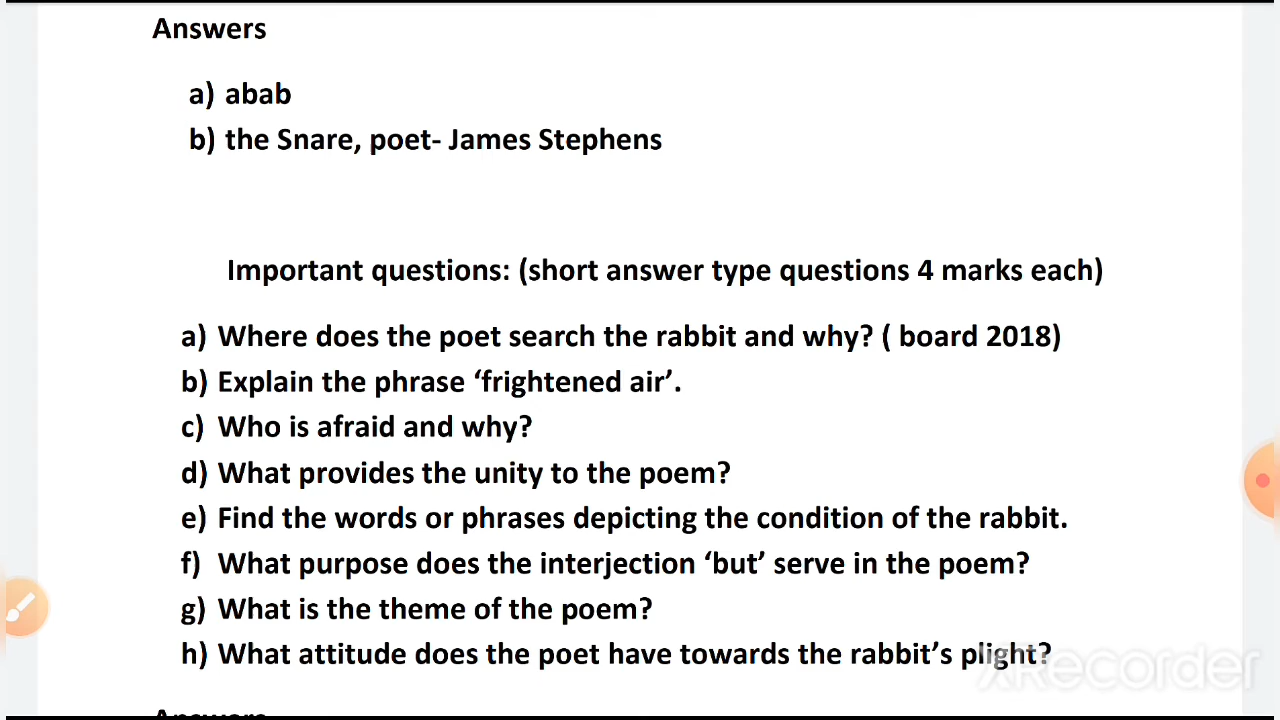 Answers
a) abab
b) the Snare, poet- James Stephens
Important questions: (short answer type questions 4 marks each)
a) Where does the poet search the rabbit and why? ( board 2018)
b) Explain the phrase ‘frightened air’.
c) Who is afraid and why?
d) What provides the unity to the poem?
e) Find the words or phrases depicting the condition of the rabbit.
f) What purpose does the interjection ‘but’ serve in the poem?
g) What is the theme of the poem?
h) What attitude does the poet have towards the rabbit’s plight?
XRecorder
Answers